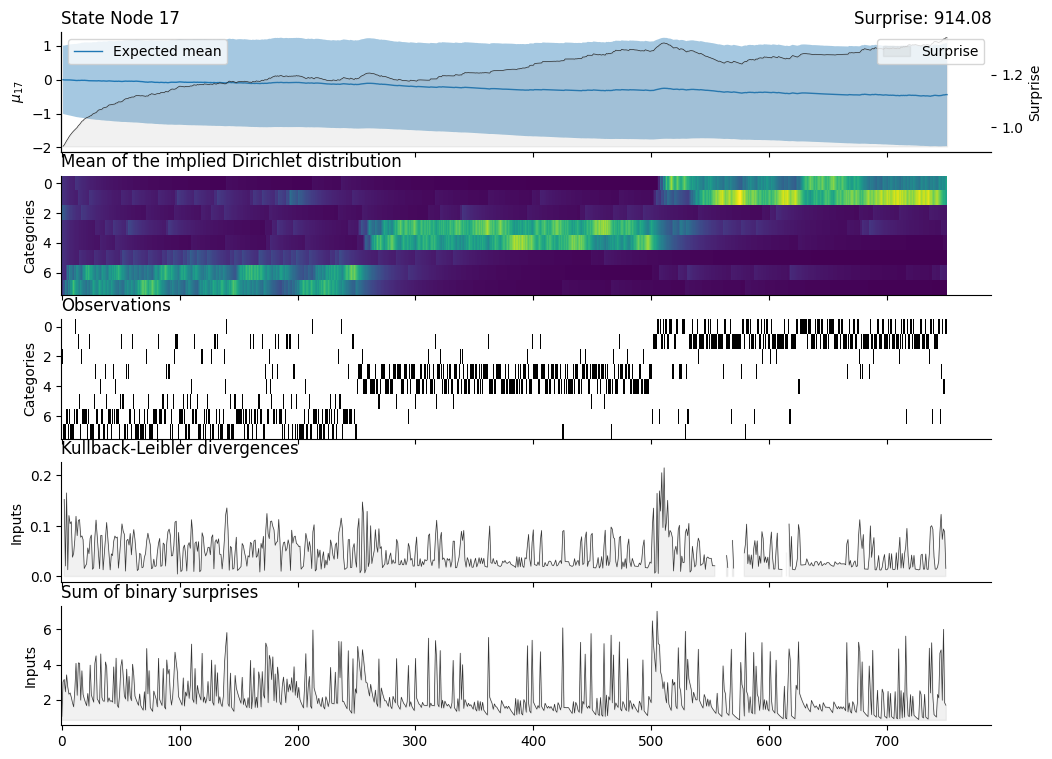 State Node 17 Surprise: 914.08
1
0
−1
−2
μ17
Expected mean
Surprise
1.2
1.0
Surprise
Mean of the implied Dirichlet distribution
0
2
4
6
Categories
Observations
0
2
4
6
Categories
Kullback-Leibler divergences
0.2
0.1
0.0
Inputs
Sum of binary surprises
6
4
2
Inputs
0 100 200 300 400 500 600 700